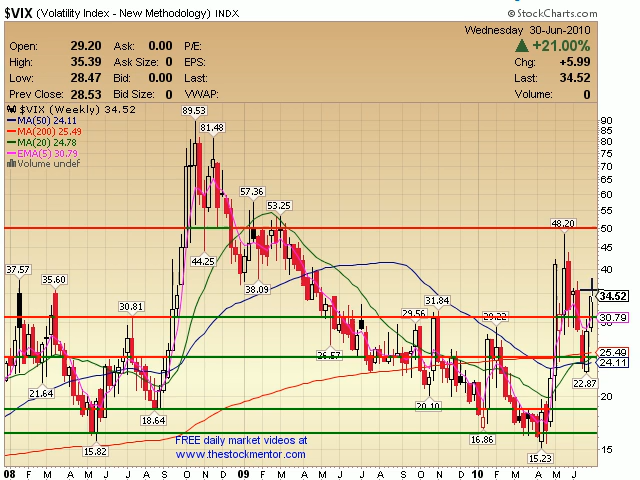 $VIX (Volatility Index - New Methodology) INDX
© StockCharts.com
Wednesday 30-Jun-2010
Open: 29.20 Ask: 0.00 P/E:
▲ +21.00%
High: 35.39 Ask Size: 0 EPS:
Chg: +5.99
Low: 28.47 Bid: 0.00 Last:
Last: 34.52
Prev Close: 28.53 Bid Size: 0 VWAP:
Volume: 0
$VIX (Weekly) 34.52
MA(50) 24.11
MA(200) 25.49
MA(20) 24.78
EMA(5) 30.79
Volume undef
89.53
81.48
57.36
53.25
48.20
44.25
38.09
37.57
35.60
30.81
29.56
31.84
29.22
26.57
21.64
20.10
22.87
18.64
16.86
15.82
15.23
90
85
80
75
70
65
60
55
50
45
40
34.52
30.79
25.49
24.11
20
15
FREE daily market videos at
www.thestockmentor.com
08 F M A M J J A S O N D 09 F M A M J J A S O N D 10 F M A M J